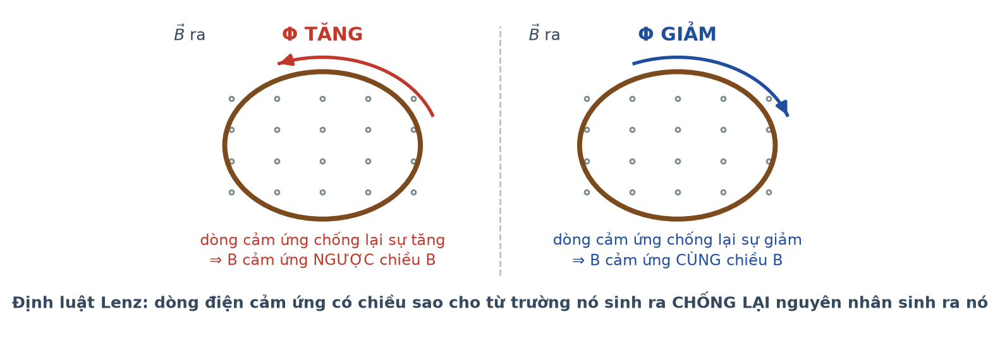 B⃗ ra
Φ TĂNG
B⃗ ra
Φ GIẢM
dòng cảm ứng chống lại sự tăng
⇒ B cảm ứng NGƯỢC chiều B
dòng cảm ứng chống lại sự giảm
⇒ B cảm ứng CÙNG chiều B
Định luật Lenz: dòng điện cảm ứng có chiều sao cho từ trường nó sinh ra CHỐNG LẠI nguyên nhân sinh ra nó